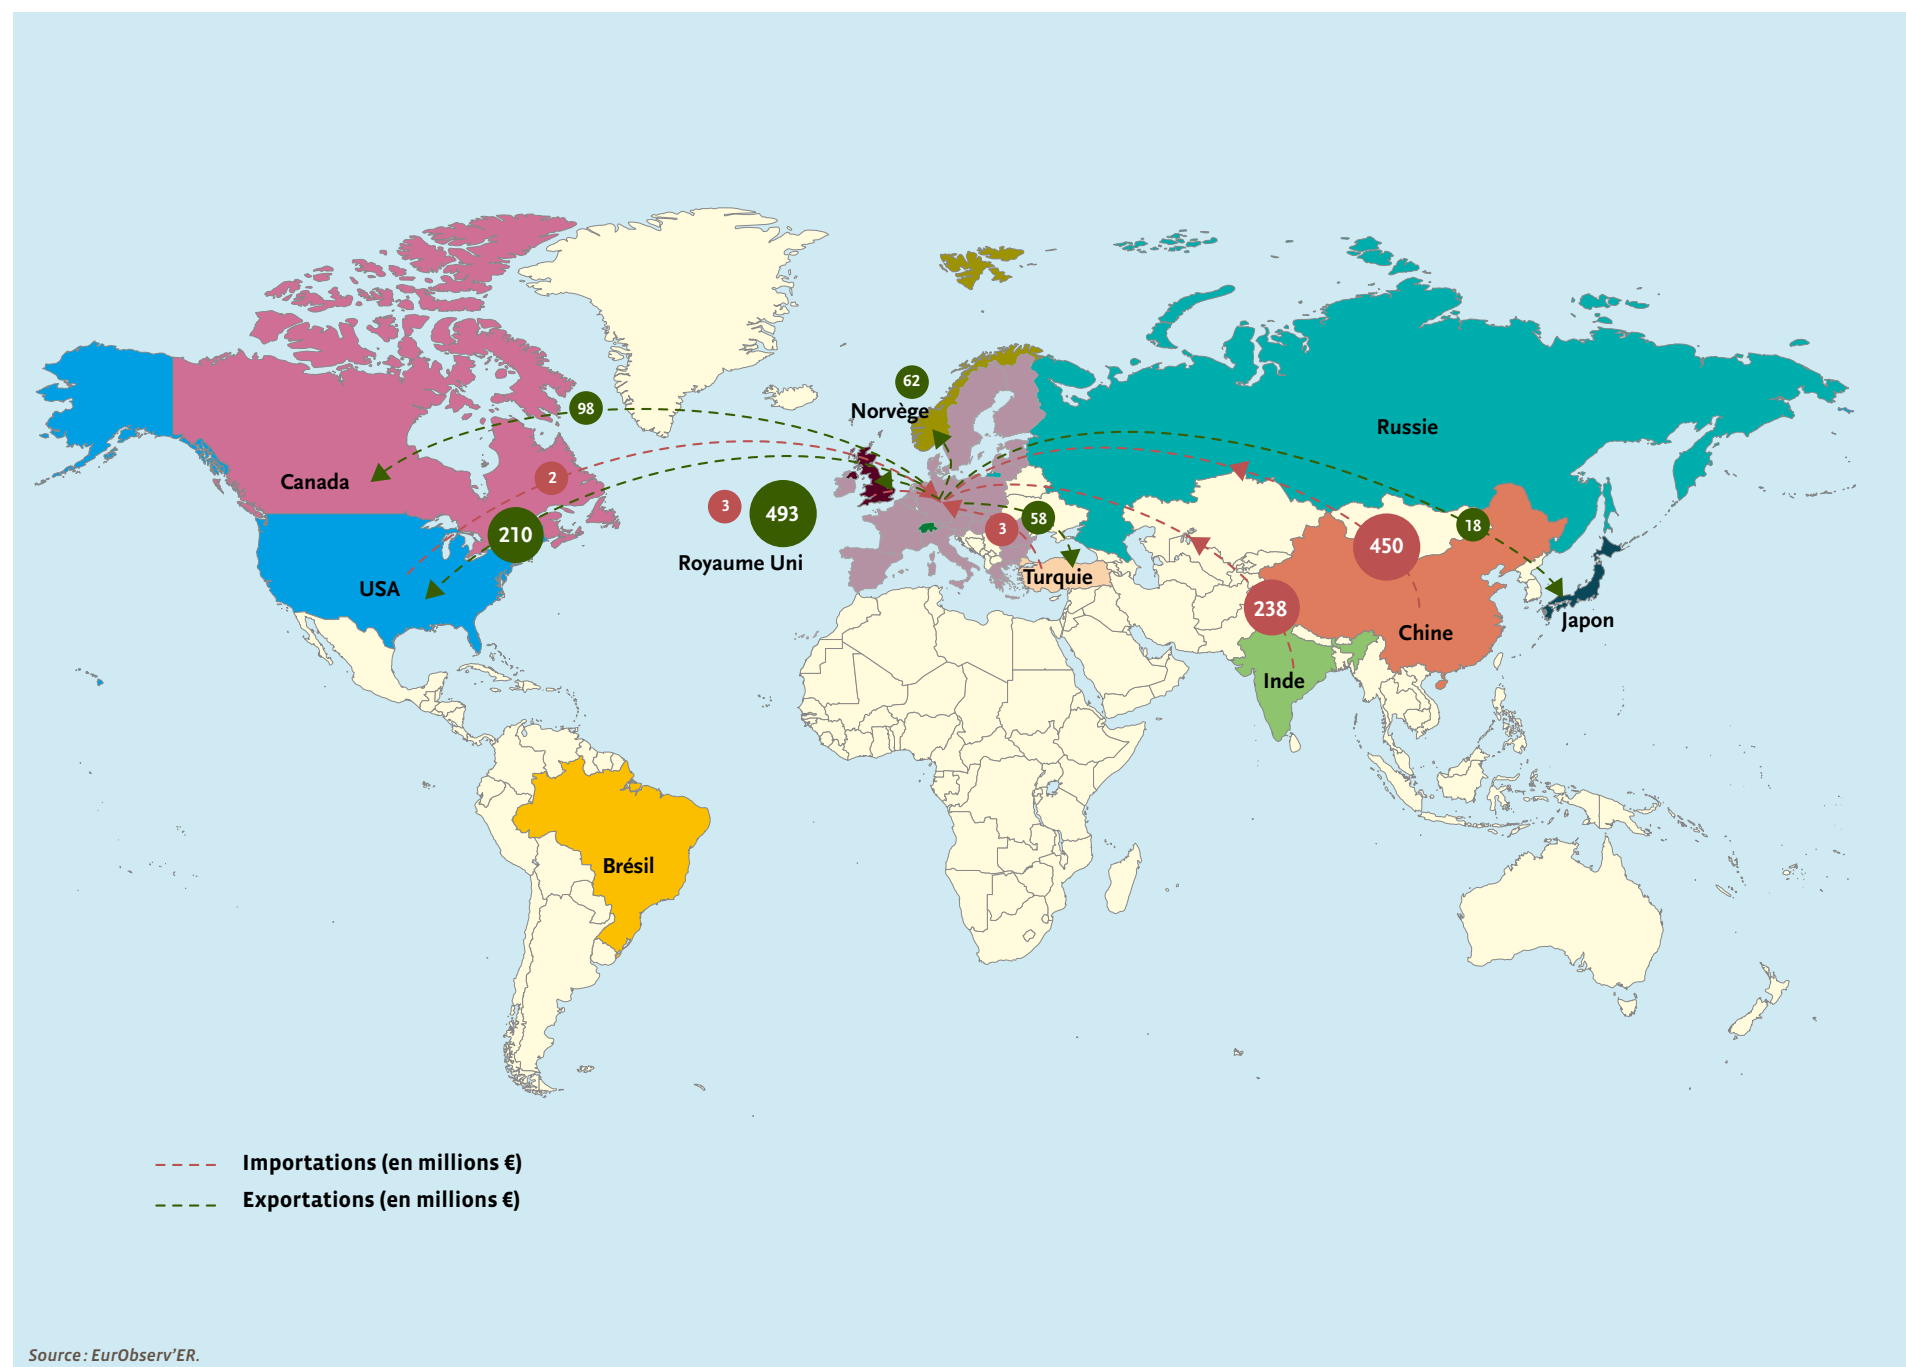 62
Norvège
98
Russie
Canada
2
3
493
58
18
210
3
450
Royaume Uni
Turquie
USA
238
Japon
Chine
Inde
Brésil
Importations (en millions €)
Exportations (en millions €)
Source : EurObserv'ER.